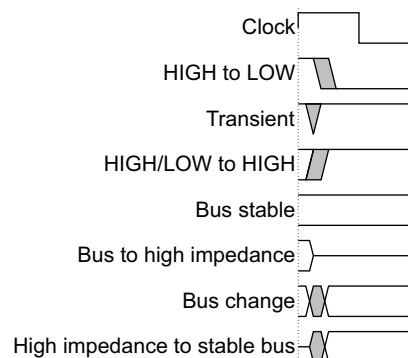 Clock
HIGH to LOW
Transient
HIGH/LOW to HIGH
Bus stable
Bus to high impedance
Bus change
High impedance to stable bus